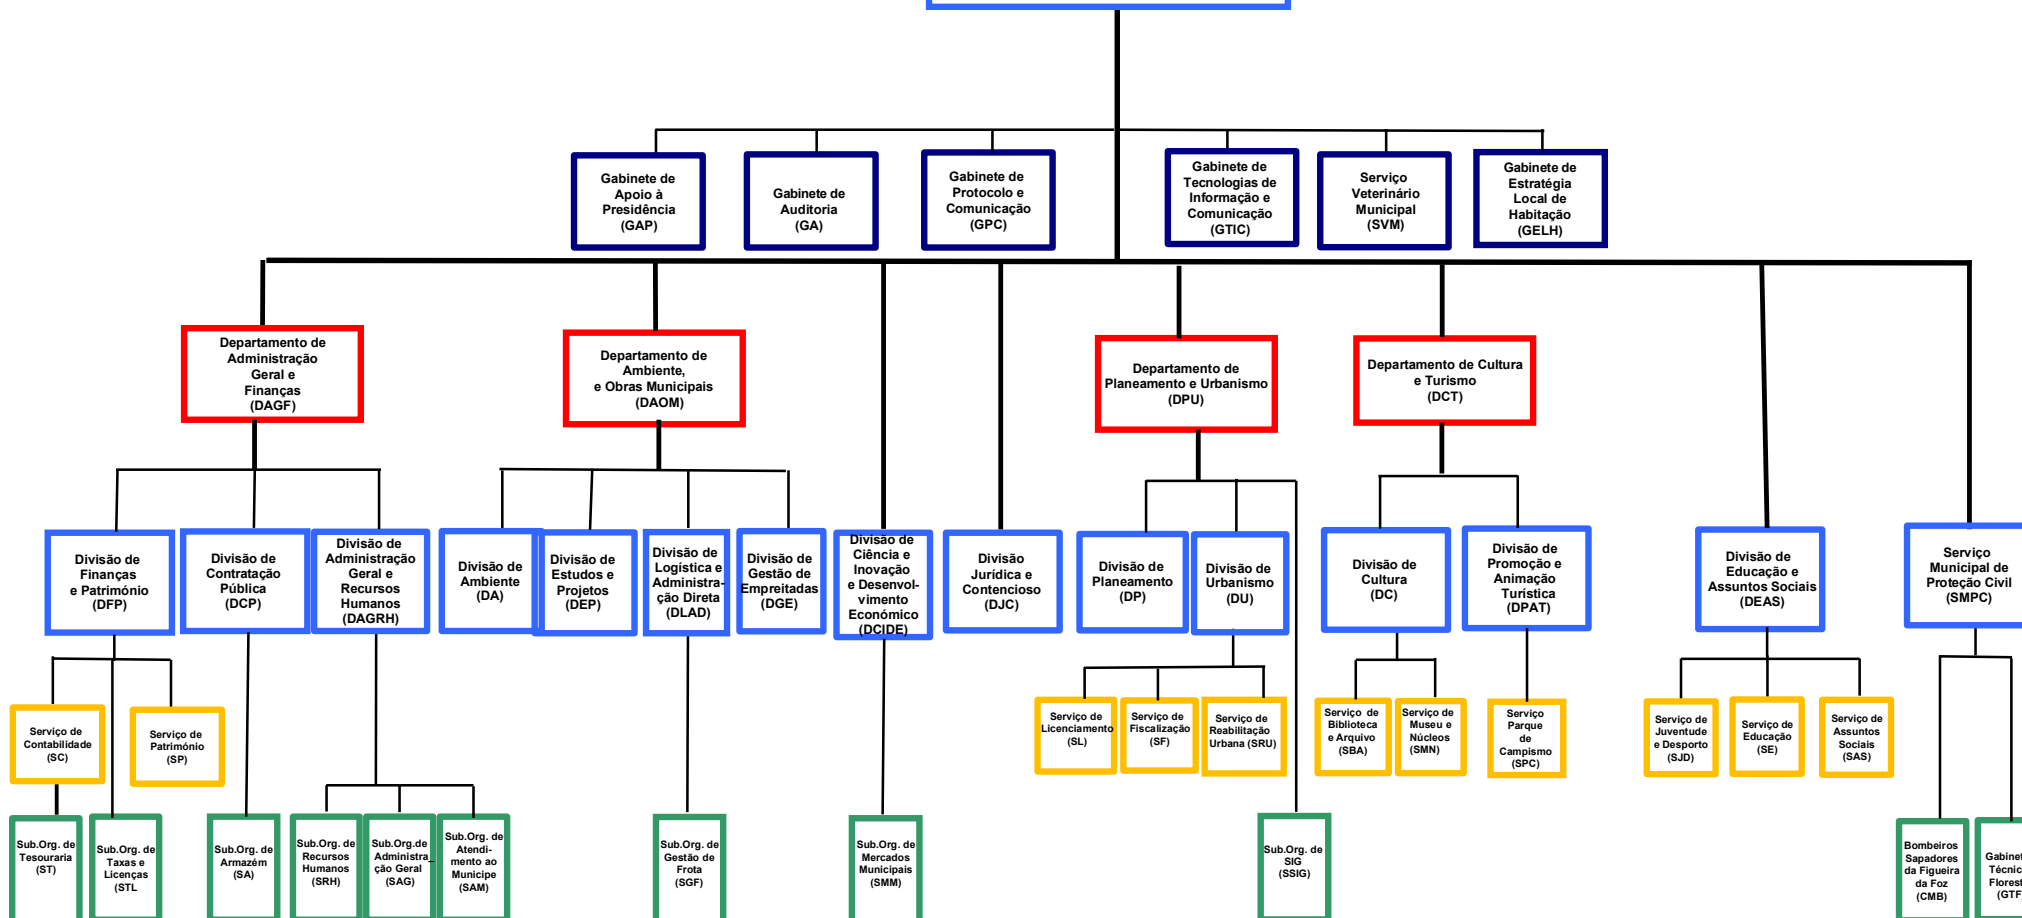 Gabinete de
Apoio à
Presidência
(GAP)
Gabinete de
Auditoria
(GA)
Gabinete de
Protocolo e
Comunicação
(GPC)
Gabinete de
Tecnologias de
Informação e
Comunicação
(GTIC)
Serviço
Veterinário
Municipal
(SVM)
Gabinete de
Estratégia
Local de
Habitação
(GELH)
Departamento de
Administração
Geral e
Finanças
(DAGF)
Departamento de
Ambiente,
e Obras Municipais
(DAOM)
Departamento de
Planeamento e Urbanismo
(DPU)
Departamento de Cultura
e Turismo
(DCT)
Divisão de
Finanças
e Património
(DFP)
Divisão de
Contratação
Pública
(DCP)
Divisão de
Administração
Geral e
Recursos
Humanos
(DAGRH)
Divisão de
Ambiente
(DA)
Divisão de
Estudos e
Projetos
(DEP)
Divisão de
Logística e
Administra-
ção Direta
(DLAD)
Divisão de
Gestão de
Empreitadas
(DGE)
Divisão de
Ciência e
Inovação
e Desenvol-
vimento
Económico
(DCIDE)
Divisão
Jurídica e
Contencioso
(DJC)
Divisão de
Planeamento
(DP)
Divisão de
Urbanismo
(DU)
Divisão de
Cultura
(DC)
Divisão de
Promoção e
Animação
Turística
(DPAT)
Divisão de
Educação e
Assuntos Sociais
(DEAS)
Serviço
Municipal de
Proteção Civil
(SMPC)
Serviço de
Contabilidade
(SC)
Serviço de
Património
(SP)
Serviço de
Licenciamento
(SL)
Serviço de
Fiscalização
(SF)
Serviço de
Reabilitação
Urbana (SRU)
Serviço de
Biblioteca
e Arquivo
(SBA)
Serviço de
Museu e
Núcleos
(SMN)
Serviço
Parque
de
Campismo
(SPC)
Serviço de
Juventude
e Desporto
(SJD)
Serviço de
Educação
(SE)
Serviço de
Assuntos
Sociais
(SAS)
Sub.Org. de
Tesouraria
(ST)
Sub.Org. de
Taxas e
Licenças
(STL
Sub.Org. de
Armazém
(SA)
Sub.Org. de
Recursos
Humanos
(SRH)
Sub.Org.de
Administra_
ção Geral
(SAG)
Sub.Org. de
Atendi-
mento ao
Municipe
(SAM)
Sub.Org. de
Gestão de
Frota
(SGF)
Sub.Org. de
Mercados
Municipais
(SMM)
Sub.Org. de
SIG
(SSIG)
Bombeiros
Sapadores
da Figueira
da Foz
(CMB)
Gabinet
Técnic
Florest
(GTF